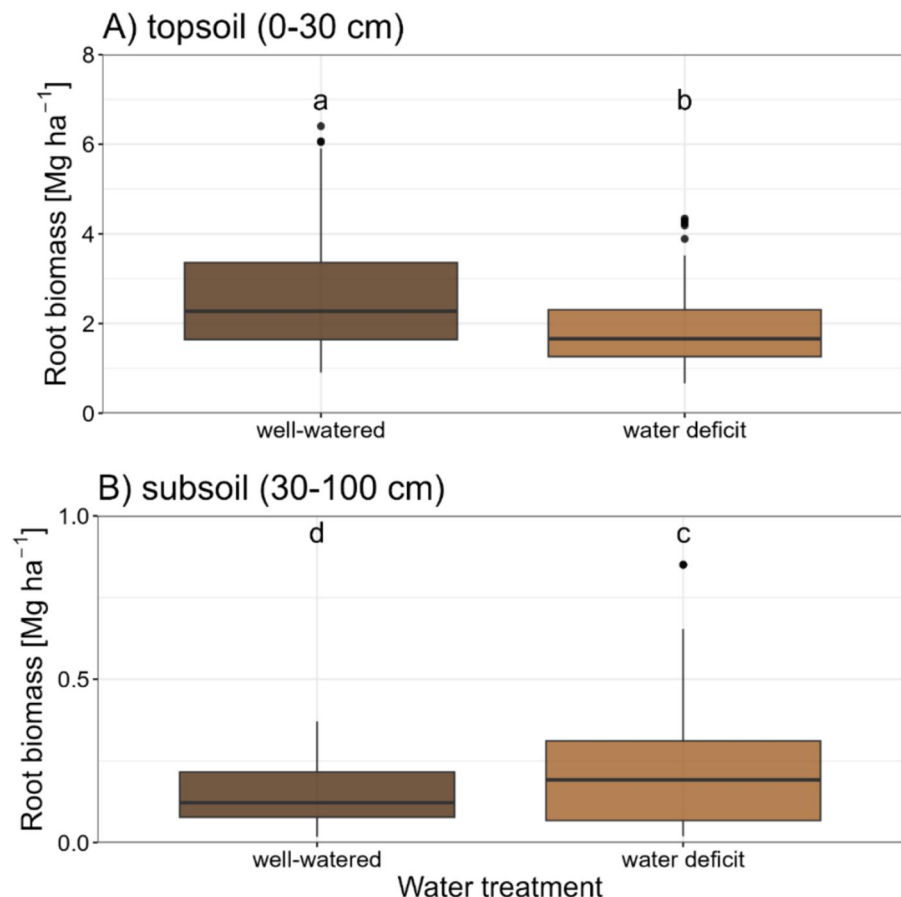 A) topsoil (0-30 cm)
Root biomass [Mg ha⁻¹]
8
6
4
2
0
a
b
well-watered
water deficit
B) subsoil (30-100 cm)
Root biomass [Mg ha⁻¹]
1.0
0.5
0.0
d
c
well-watered
water deficit
Water treatment